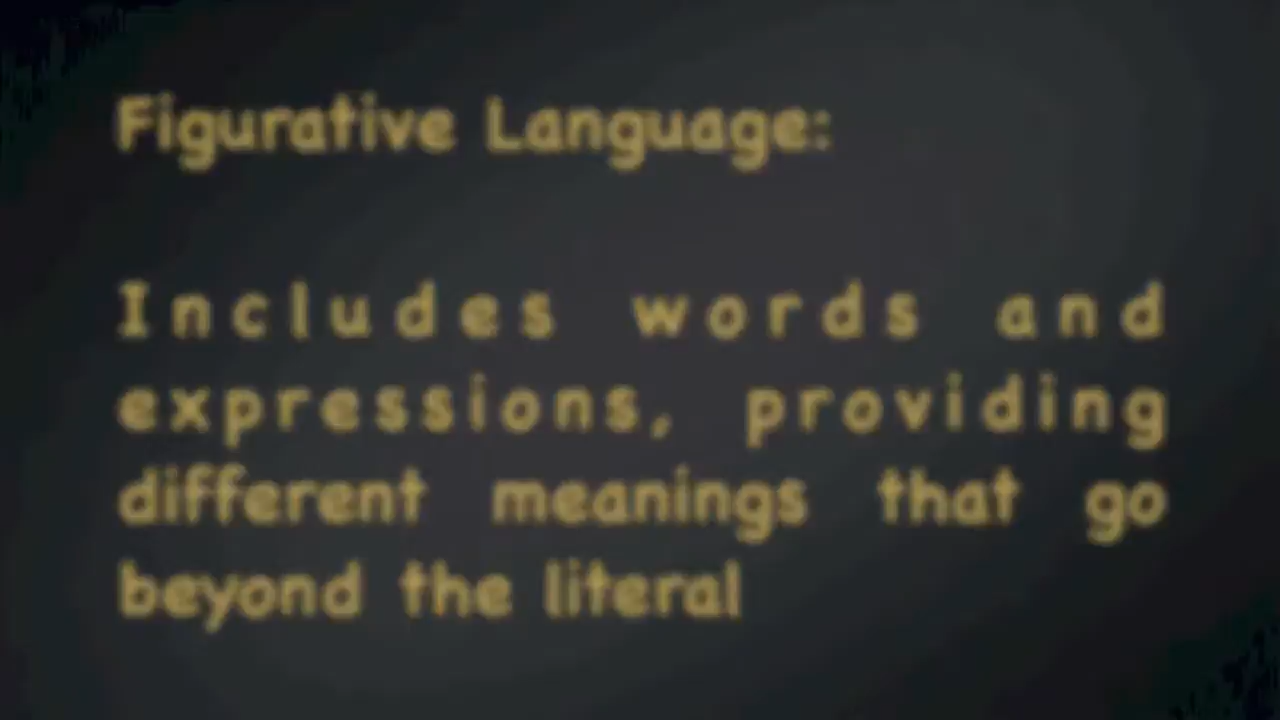 Figurative Language:
Includes words and
expressions, providing
different meanings that go
beyond the literal